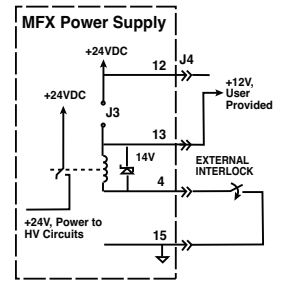 MFX Power Supply
+24VDC
12 J4
+24VDC
+12V,
User
Provided
J3
13
14V
EXTERNAL
INTERLOCK
4
+24V, Power to
HV Circuits
15